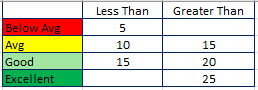 Less Than Greater Than
Below Avg 5
Avg 10 15
Good 15 20
Excellent 25